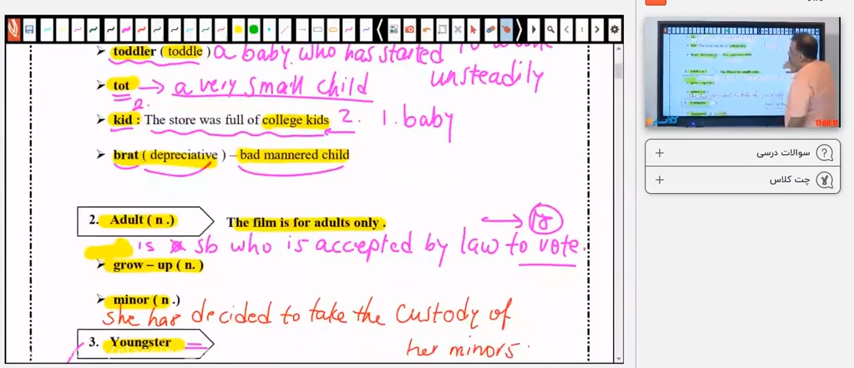 toddler ( toddle ) a baby who has started to
unsteadily
tot → a very small child
2.
kid : The store was full of college kids 2. 1. baby
brat ( depreciative ) – bad mannered child
2. Adult ( n .) The film is for adults only . 18
is sb who is accepted by law to vote.
grow – up ( n. )
minor ( n .)
she has decided to take the custody of
her minors.
3. Youngster
سوالات درسی
چت کلاس